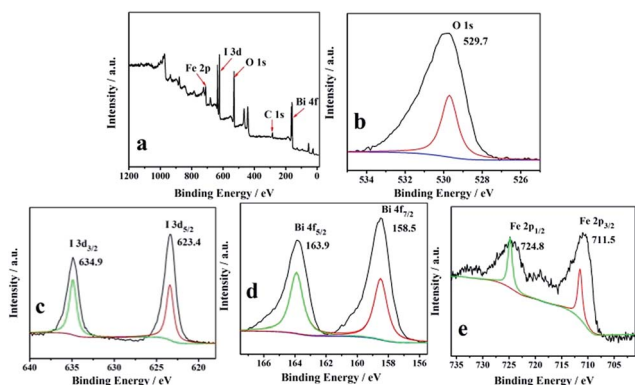 I 3d
O 1s
Fe 2p
C 1s
Bi 4f
a
Intensity / a.u.
1200 1000 800 600 400 200 0
Binding Energy / eV
O 1s
529.7
b
Intensity / a.u.
534 532 530 528 526
Binding Energy / eV
I 3d5/2
623.4
I 3d3/2
634.9
c
Intensity / a.u.
640 635 630 625 620
Binding Energy / eV
Bi 4f5/2
163.9
Bi 4f7/2
158.5
d
Intensity / a.u.
166 164 162 160 158 156
Binding Energy / eV
Fe 2p1/2
724.8
Fe 2p3/2
711.5
e
Intensity / a.u.
735 729 725 717 710 701
Binding Energy / eV